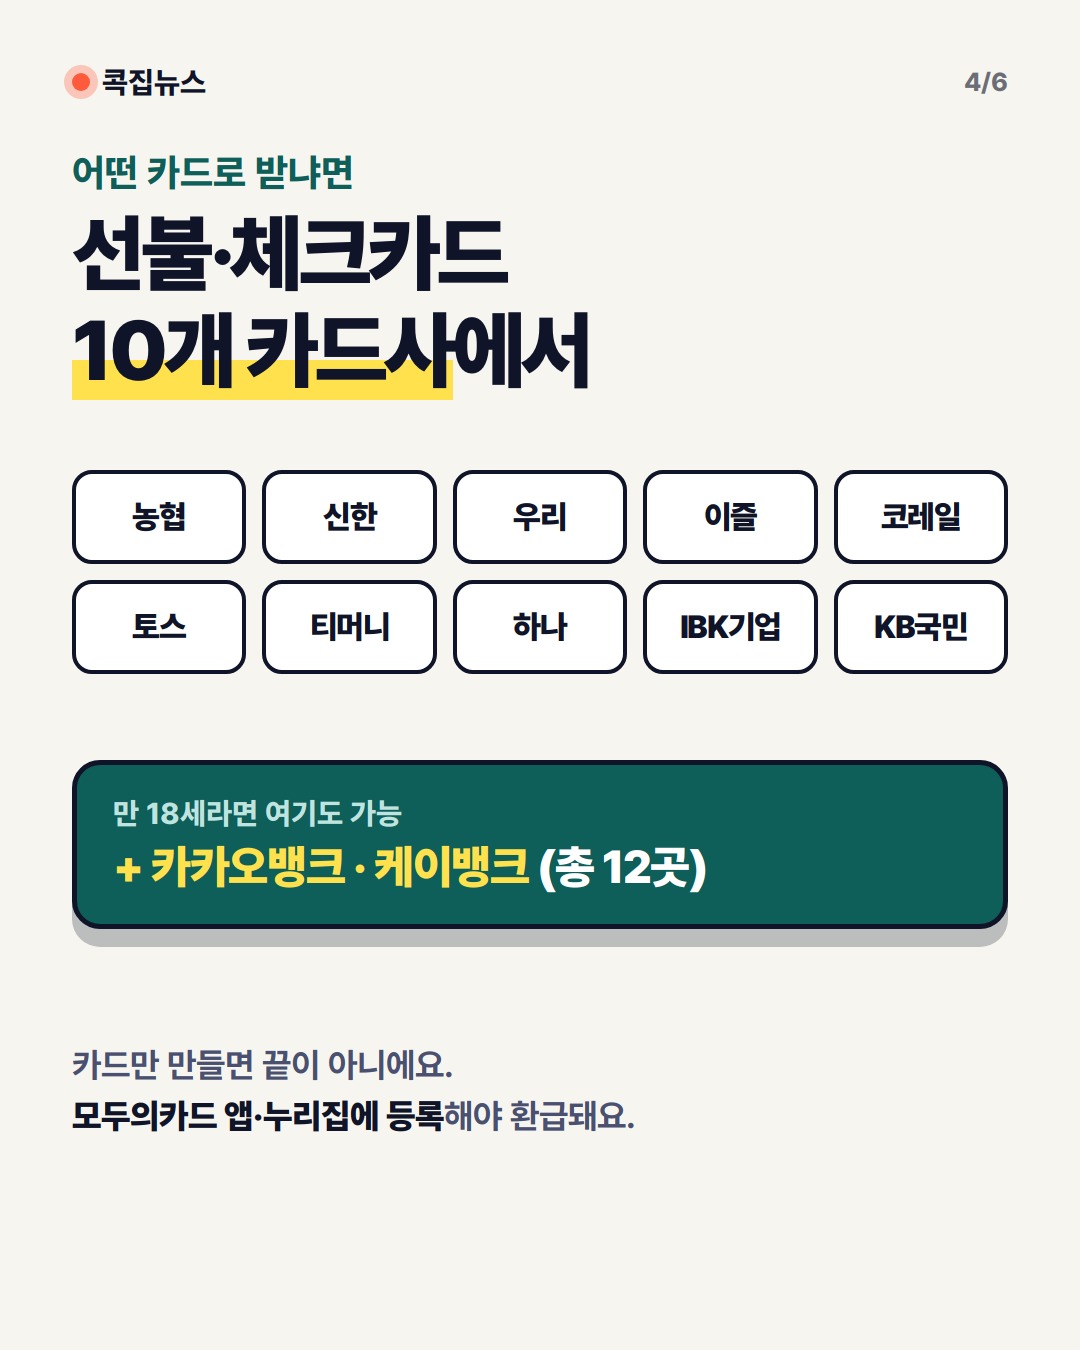 콕집뉴스
4/6
어떤 카드로 받냐면
선불·체크카드
10개 카드사에서
농협 신한 우리 이즐 코레일
토스 티머니 하나 IBK기업 KB국민
만 18세라면 여기도 가능
+ 카카오뱅크 · 케이뱅크 (총 12곳)
카드만 만들면 끝이 아니에요.
모두의카드 앱·누리집에 등록해야 환급돼요.